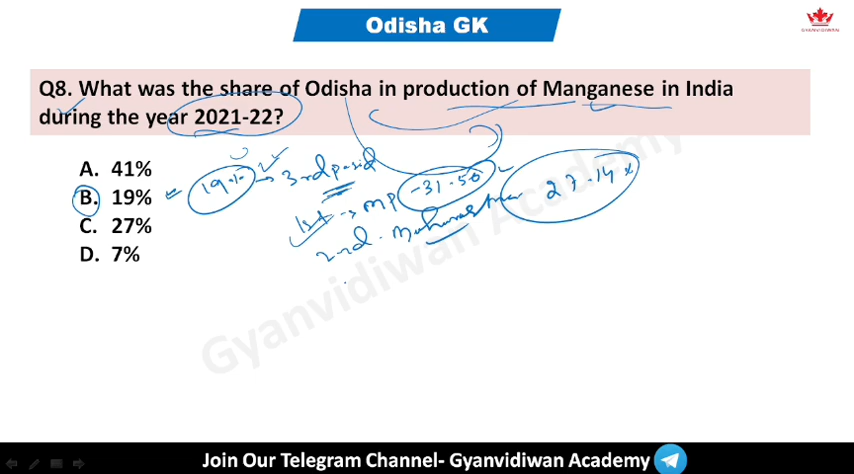 Odisha GK
GYANVIDIWAN
Q8. What was the share of Odisha in production of Manganese in India
during the year 2021-22?
A. 41%
B. 19%
C. 27%
D. 7%
19% → 3rd
1st → MP -31.50
2nd. Maharashtra 27.14%
Gyanvidiwan Academy
Join Our Telegram Channel- Gyanvidiwan Academy